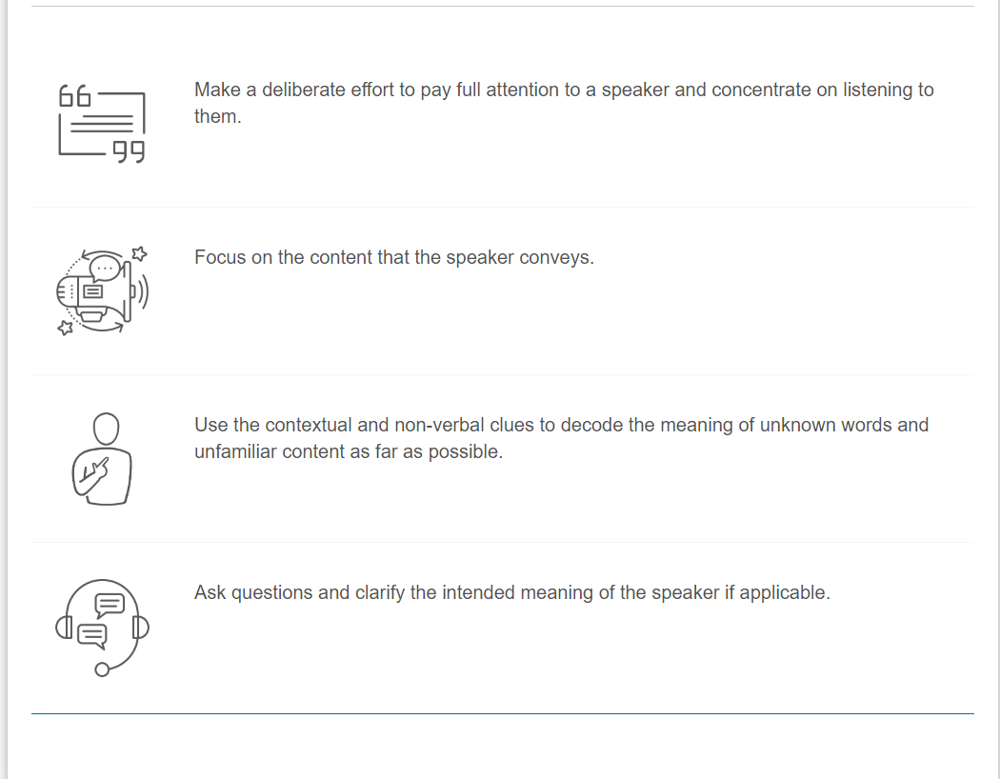 Make a deliberate effort to pay full attention to a speaker and concentrate on listening to
them.
Focus on the content that the speaker conveys.
Use the contextual and non-verbal clues to decode the meaning of unknown words and
unfamiliar content as far as possible.
Ask questions and clarify the intended meaning of the speaker if applicable.